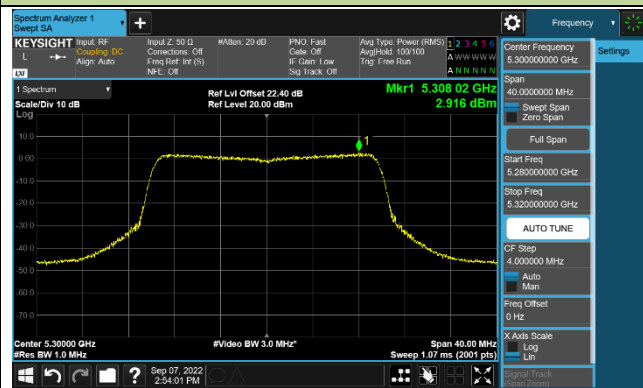 Spectrum Analyzer 1
Swept SA
+
Frequency
KEYSIGHT Input: RF
Coupling: DC
Align: Auto
L
LXI
Input Z: 50 Ω
Corrections: Off
Freq Ref: Int (S)
NFE: Off
#Atten: 20 dB
PNO: Fast
Gate: Off
IF Gain: Low
Sig Track: Off
Avg Type: Power (RMS)
Avg|Hold: 100/100
Trig: Free Run
1 2 3 4 5 6
A W W W W W
A N N N N N
1 Spectrum
Scale/Div 10 dB
Ref Lvl Offset 22.40 dB
Ref Level 20.00 dBm
Mkr1 5.308 02 GHz
2.916 dBm
Log
10.0
0.00
-10.0
-20.0
-30.0
-40.0
-50.0
-60.0
-70.0
1
Center 5.30000 GHz
#Res BW 1.0 MHz
#Video BW 3.0 MHz*
Span 40.00 MHz
Sweep 1.07 ms (2001 pts)
Center Frequency
5.300000000 GHz
Settings
Span
40.0000000 MHz
Swept Span
Zero Span
Full Span
Start Freq
5.280000000 GHz
Stop Freq
5.320000000 GHz
AUTO TUNE
CF Step
4.000000 MHz
Auto
Man
Freq Offset
0 Hz
X Axis Scale
Log
Lin
Signal Track
(Span Zoom)
?
Sep 07, 2022
2:54:01 PM